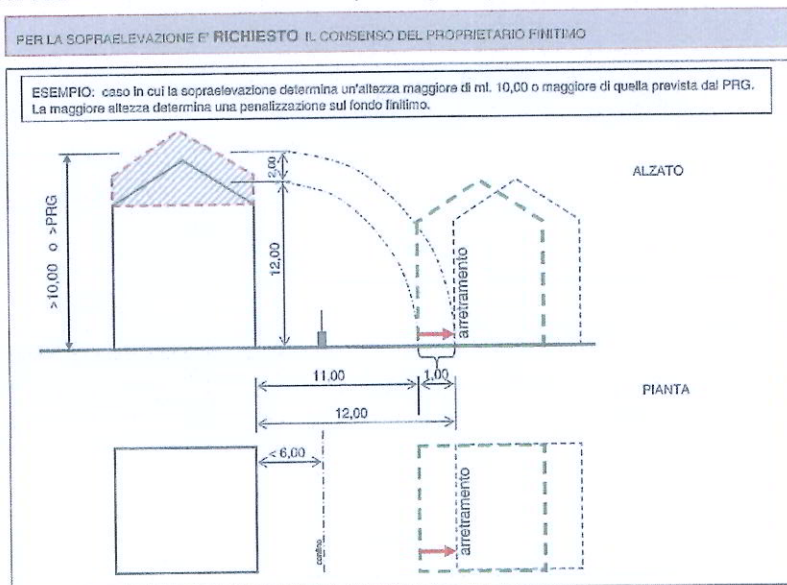 PER LA SOPRAELEVAZIONE E' RICHIESTO IL CONSENSO DEL PROPRIETARIO FINITIMO
ESEMPIO: caso in cui la sopraelevazione determina un'altezza maggiore di ml. 10,00 o maggiore di quella prevista dal PRG.
La maggiore altezza determina una penalizzazione sul fondo finitimo.
ALZATO
>10,00 o >PRG
2,00
12,00
arretramento
11,00
1,00
12,00
PIANTA
< 6,00
confine
arretramento